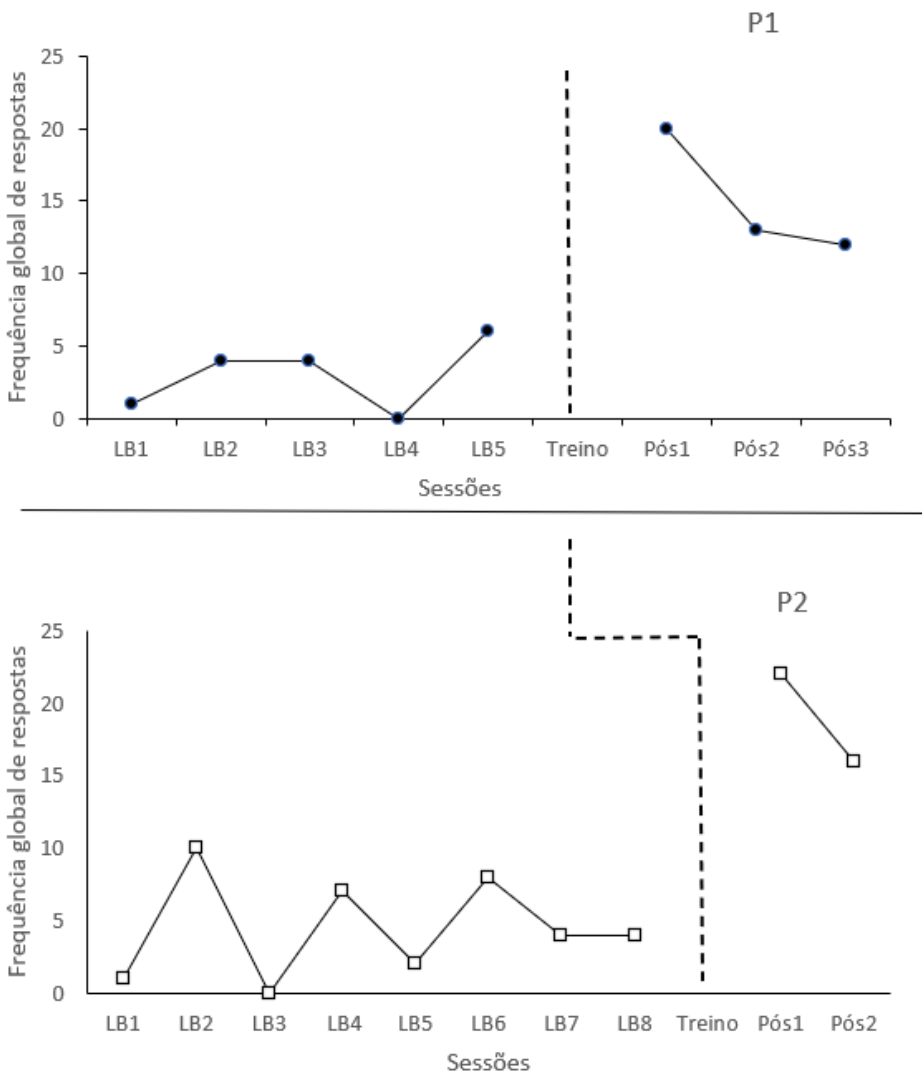 P1
25
20
15
10
5
0
Frequência global de respostas
LB1 LB2 LB3 LB4 LB5 Treino Pós1 Pós2 Pós3
Sessões
P2
25
20
15
10
5
0
Frequência global de respostas
LB1 LB2 LB3 LB4 LB5 LB6 LB7 LB8 Treino Pós1 Pós2
Sessões